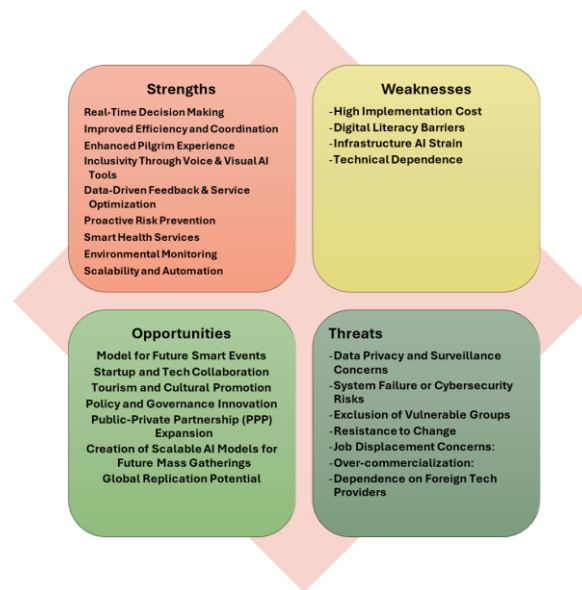 Strengths
Real-Time Decision Making
Improved Efficiency and Coordination
Enhanced Pilgrim Experience
Inclusivity Through Voice & Visual AI
Tools
Data-Driven Feedback & Service
Optimization
Proactive Risk Prevention
Smart Health Services
Environmental Monitoring
Scalability and Automation
Weaknesses
-High Implementation Cost
-Digital Literacy Barriers
-Infrastructure AI Strain
-Technical Dependence
Opportunities
Model for Future Smart Events
Startup and Tech Collaboration
Tourism and Cultural Promotion
Policy and Governance Innovation
Public-Private Partnership (PPP)
Expansion
Creation of Scalable AI Models for
Future Mass Gatherings
Global Replication Potential
Threats
-Data Privacy and Surveillance
Concerns
-System Failure or Cybersecurity
Risks
-Exclusion of Vulnerable Groups
-Resistance to Change
-Job Displacement Concerns:
-Over-commercialization:
-Dependence on Foreign Tech
Providers